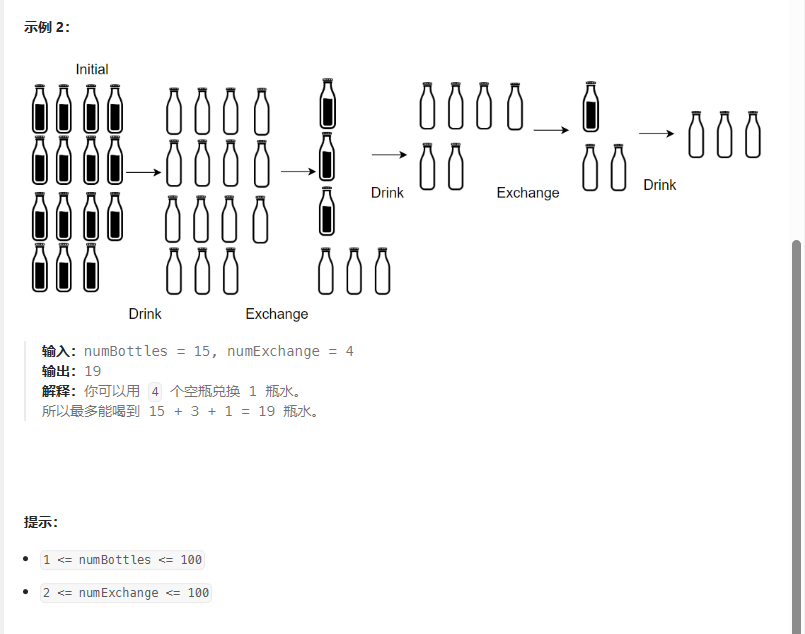 示例 2：
Initial
Drink
Exchange
Drink
Exchange
Drink
输入：numBottles = 15, numExchange = 4
输出：19
解释：你可以用 4 个空瓶兑换 1 瓶水。
所以最多能喝到 15 + 3 + 1 = 19 瓶水。
提示：
1 <= numBottles <= 100
2 <= numExchange <= 100